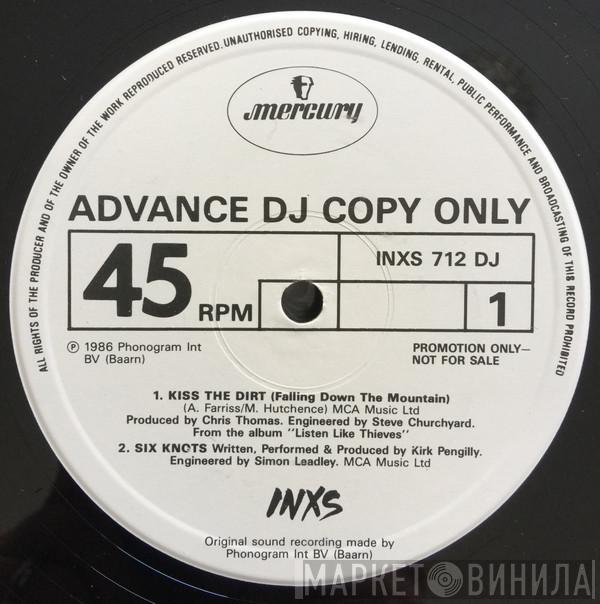 ALL RIGHTS OF THE PRODUCER AND OF THE OWNER OF THE WORK REPRODUCED RESERVED. UNAUTHORISED COPYING, HIRING, LENDING, RENTAL, PUBLIC PERFORMANCE AND BROADCASTING OF THIS RECORD PROHIBITED
mercury
ADVANCE DJ COPY ONLY
45 RPM
INXS 712 DJ
1
℗ 1986 Phonogram Int
BV (Baarn)
PROMOTION ONLY—
NOT FOR SALE
1. KISS THE DIRT (Falling Down The Mountain)
(A. Farriss/M. Hutchence) MCA Music Ltd
Produced by Chris Thomas. Engineered by Steve Churchyard.
From the album "Listen Like Thieves"
2. SIX KNOTS Written, Performed & Produced by Kirk Pengilly.
Engineered by Simon Leadley. MCA Music Ltd
INXS
Original sound recording made by
Phonogram Int BV (Baarn)
МАРКЕТ ВИНИЛА